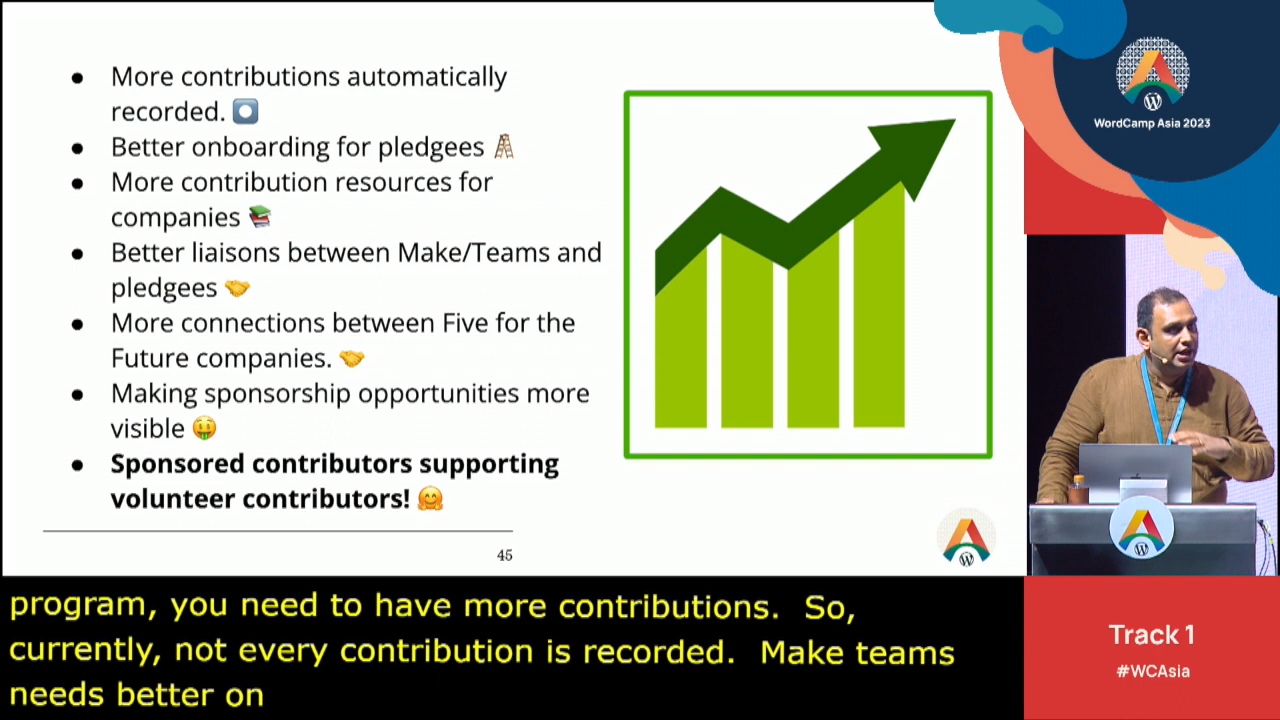 ● More contributions automatically
recorded. ⏺️
● Better onboarding for pledgees 🪜
● More contribution resources for
companies 📚
● Better liaisons between Make/Teams and
pledgees 🤝
● More connections between Five for the
Future companies. 🤝
● Making sponsorship opportunities more
visible 🤑
● Sponsored contributors supporting
volunteer contributors! 🤗
45
WordCamp Asia 2023
program, you need to have more contributions. So,
currently, not every contribution is recorded. Make teams
needs better on
Track 1
#WCAsia